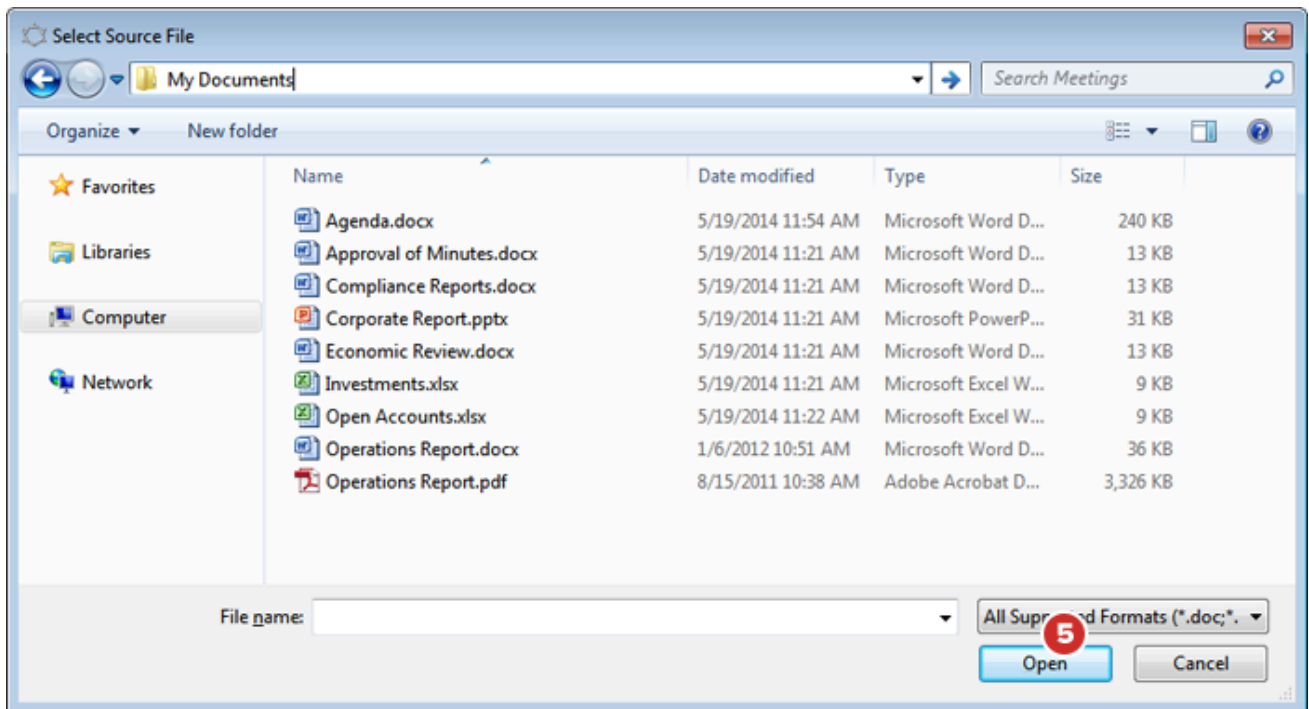 Select Source File
My Documents Search Meetings
Organize New folder
Favorites
Libraries
Computer
Network
Name Date modified Type Size
Agenda.docx 5/19/2014 11:54 AM Microsoft Word D... 240 KB
Approval of Minutes.docx 5/19/2014 11:21 AM Microsoft Word D... 13 KB
Compliance Reports.docx 5/19/2014 11:21 AM Microsoft Word D... 13 KB
Corporate Report.pptx 5/19/2014 11:21 AM Microsoft PowerP... 31 KB
Economic Review.docx 5/19/2014 11:21 AM Microsoft Word D... 13 KB
Investments.xlsx 5/19/2014 11:21 AM Microsoft Excel W... 9 KB
Open Accounts.xlsx 5/19/2014 11:22 AM Microsoft Excel W... 9 KB
Operations Report.docx 1/6/2012 10:51 AM Microsoft Word D... 36 KB
Operations Report.pdf 8/15/2011 10:38 AM Adobe Acrobat D... 3,326 KB
File name: All Formats (*.doc;*.
5
Open Cancel